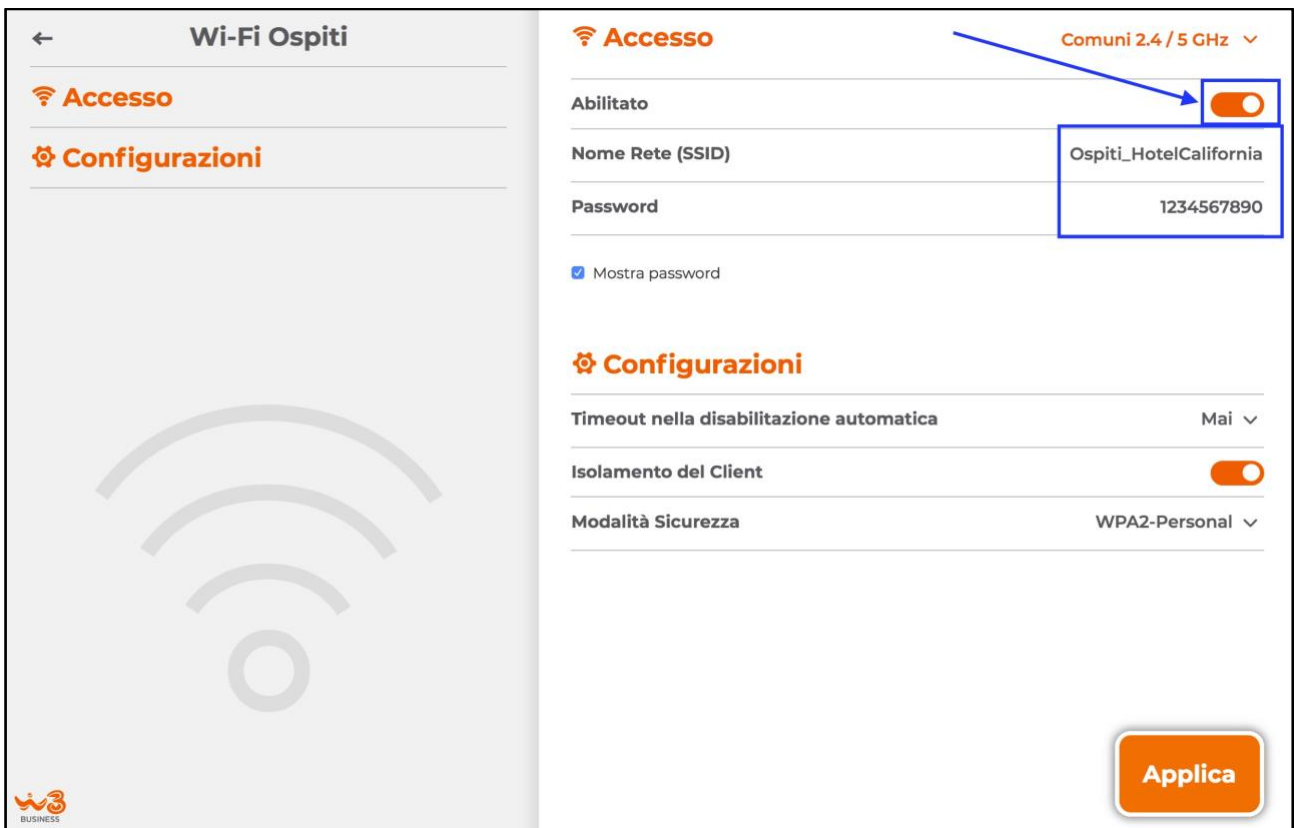 Wi-Fi Ospiti
Accesso
Configurazioni
BUSINESS
Accesso
Comuni 2.4 / 5 GHz
Abilitato
Nome Rete (SSID)
Ospiti_HotelCalifornia
Password
1234567890
Mostra password
Configurazioni
Timeout nella disabilitazione automatica
Mai
Isolamento del Client
Modalità Sicurezza
WPA2-Personal
Applica